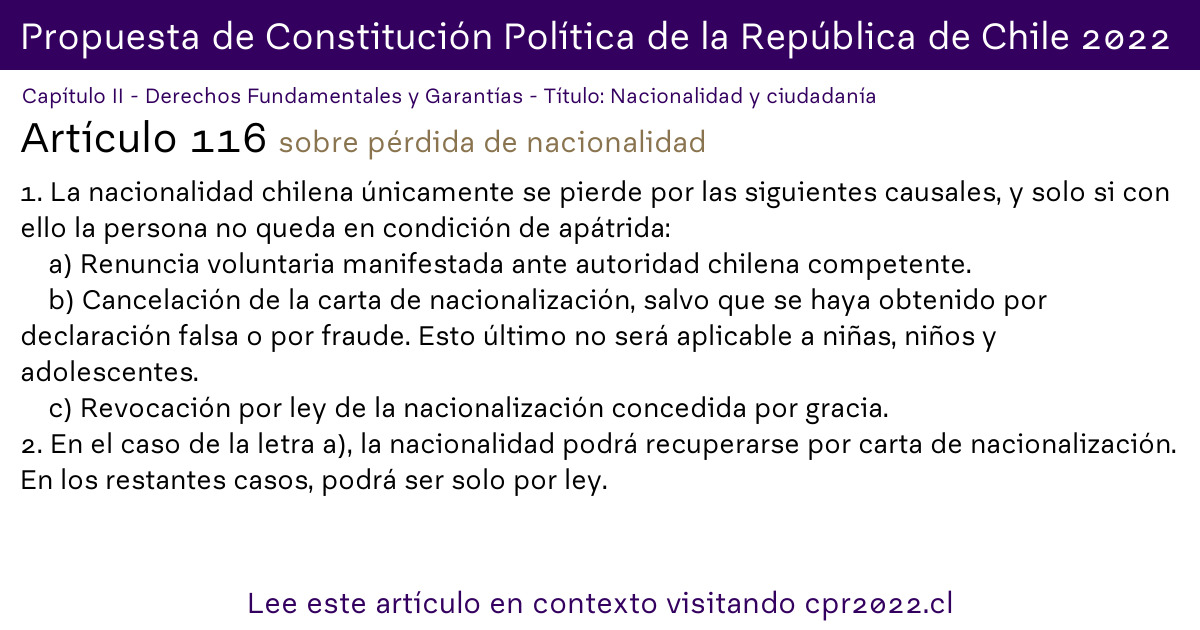 Propuesta de Constitución Política de la República de Chile 2022
Capítulo II - Derechos Fundamentales y Garantías - Título: Nacionalidad y ciudadanía
Artículo 116 sobre pérdida de nacionalidad
1. La nacionalidad chilena únicamente se pierde por las siguientes causales, y solo si con
ello la persona no queda en condición de apátrida:
a) Renuncia voluntaria manifestada ante autoridad chilena competente.
b) Cancelación de la carta de nacionalización, salvo que se haya obtenido por
declaración falsa o por fraude. Esto último no será aplicable a niñas, niños y
adolescentes.
c) Revocación por ley de la nacionalización concedida por gracia.
2. En el caso de la letra a), la nacionalidad podrá recuperarse por carta de nacionalización.
En los restantes casos, podrá ser solo por ley.
Lee este artículo en contexto visitando cpr2022.cl